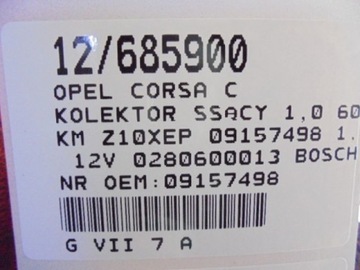 12/685900
OPEL CORSA C
KOLEKTOR SSĄCY 1,0 60
KM Z10XEP 09157498 1.
12V 0280600013 BOSCH
NR OEM:09157498
G VII 7 A